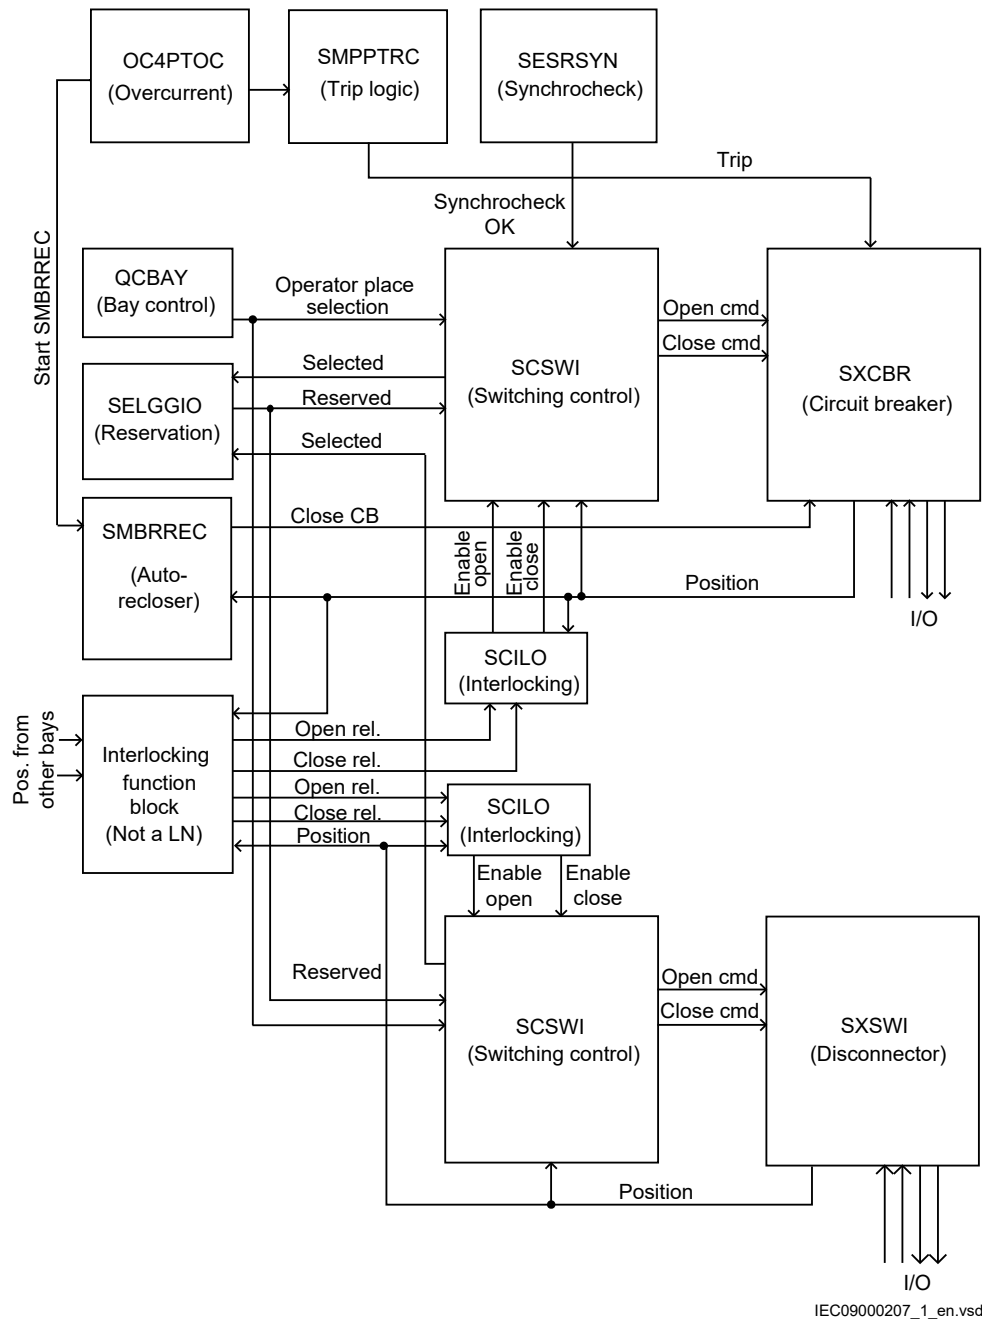 OC4PTOC
(Overcurrent)
SMPPTRC
(Trip logic)
SESRSYN
(Synchrocheck)
Trip
Synchrocheck
OK
Start SMBRREC
QCBAY
(Bay control)
Operator place
selection
Open cmd
Close cmd
SCSWI
(Switching control)
SXCBR
(Circuit breaker)
Selected
SELGGIO
(Reservation)
Reserved
Selected
SMBRREC
(Auto-
recloser)
Close CB
Enable
open
Enable
close
Position
I/O
SCILO
(Interlocking)
Pos. from
other bays
Interlocking
function
block
(Not a LN)
Open rel.
Close rel.
Open rel.
Close rel.
Position
SCILO
(Interlocking)
Enable
open
Enable
close
Reserved
SCSWI
(Switching control)
Open cmd
Close cmd
SXSWI
(Disconnector)
Position
I/O
IEC09000207_1_en.vsd